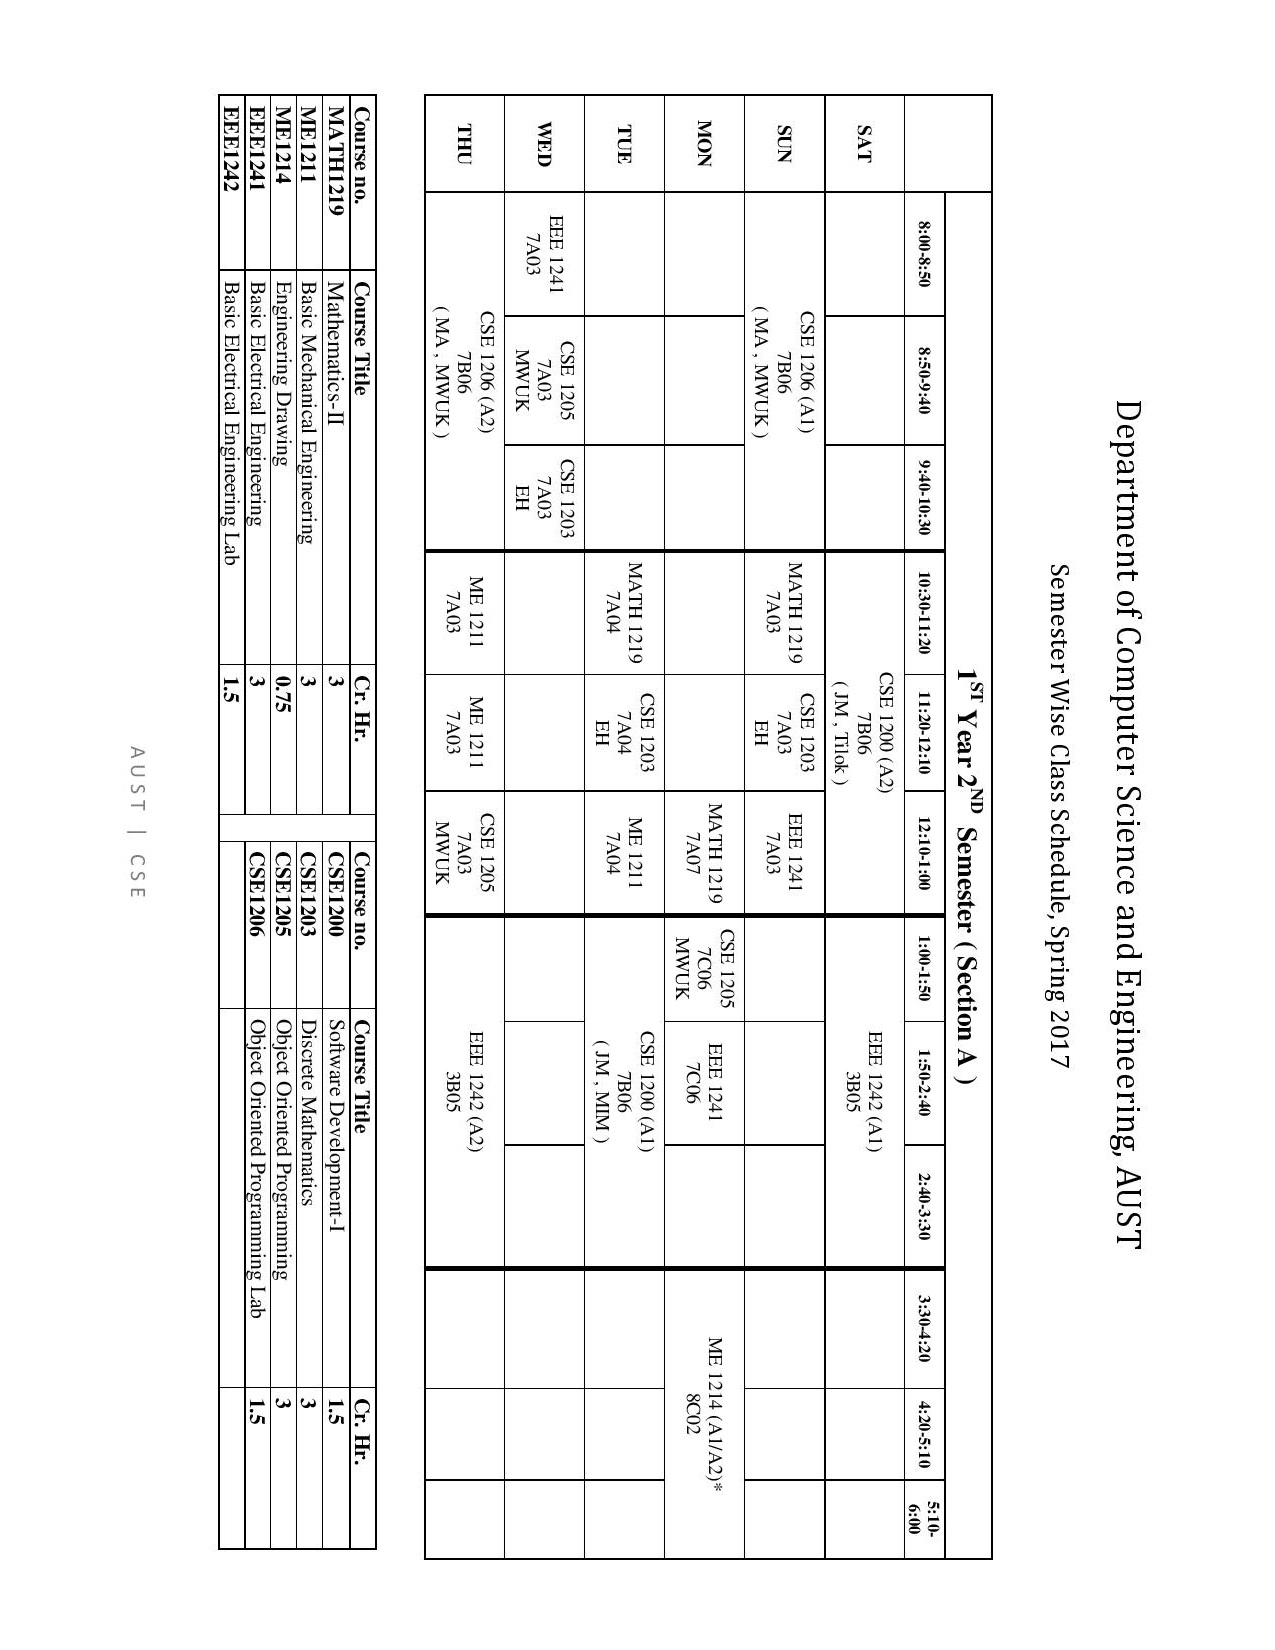 Department of Computer Science and Engineering, AUST
Semester Wise Class Schedule, Spring 2017
1ST Year 2ND Semester ( Section A )
8:00-8:50 8:50-9:40 9:40-10:30 10:30-11:20 11:20-12:10 12:10-1:00 1:00-1:50 1:50-2:40 2:40-3:30 3:30-4:20 4:20-5:10 5:10-
6:00
SAT
CSE 1200 (A2)
7B06
( JM , Tilok )
EEE 1242 (A1)
3B05
SUN
CSE 1206 (A1)
7B06
( MA , MWUK )
MATH 1219
7A03
CSE 1203
7A03
EH
EEE 1241
7A03
MON
MATH 1219
7A07
CSE 1205
7C06
MWUK
EEE 1241
7C06
ME 1214 (A1/A2)*
8C02
TUE
MATH 1219
7A04
CSE 1203
7A04
EH
ME 1211
7A04
CSE 1200 (A1)
7B06
( JM , MIM )
WED
EEE 1241
7A03
CSE 1205
7A03
MWUK
CSE 1203
7A03
EH
THU
CSE 1206 (A2)
7B06
( MA , MWUK )
ME 1211
7A03
ME 1211
7A03
CSE 1205
7A03
MWUK
EEE 1242 (A2)
3B05
Course no. Course Title Cr. Hr. Course no. Course Title Cr. Hr.
MATH1219 Mathematics-II 3 CSE1200 Software Development-I 1.5
ME1211 Basic Mechanical Engineering 3 CSE1203 Discrete Mathematics 3
ME1214 Engineering Drawing 0.75 CSE1205 Object Oriented Programming 3
EEE1241 Basic Electrical Engineering 3 CSE1206 Object Oriented Programming Lab 1.5
EEE1242 Basic Electrical Engineering Lab 1.5
AUST | CSE